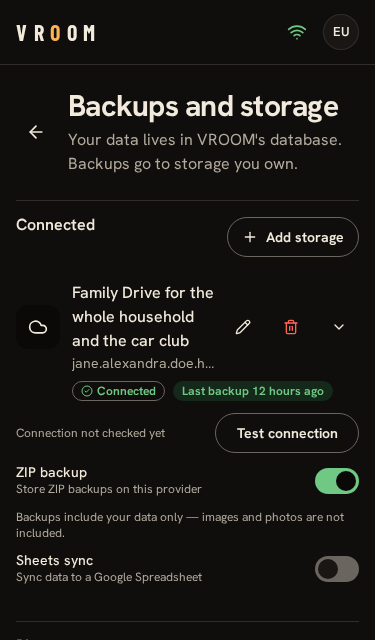 VROOM
EU
Backups and storage
Your data lives in VROOM's database.
Backups go to storage you own.
Connected
Add storage
Family Drive for the
whole household
and the car club
jane.alexandra.doe.h...
Connected
Last backup 12 hours ago
Connection not checked yet
Test connection
ZIP backup
Store ZIP backups on this provider
Backups include your data only — images and photos are not
included.
Sheets sync
Sync data to a Google Spreadsheet